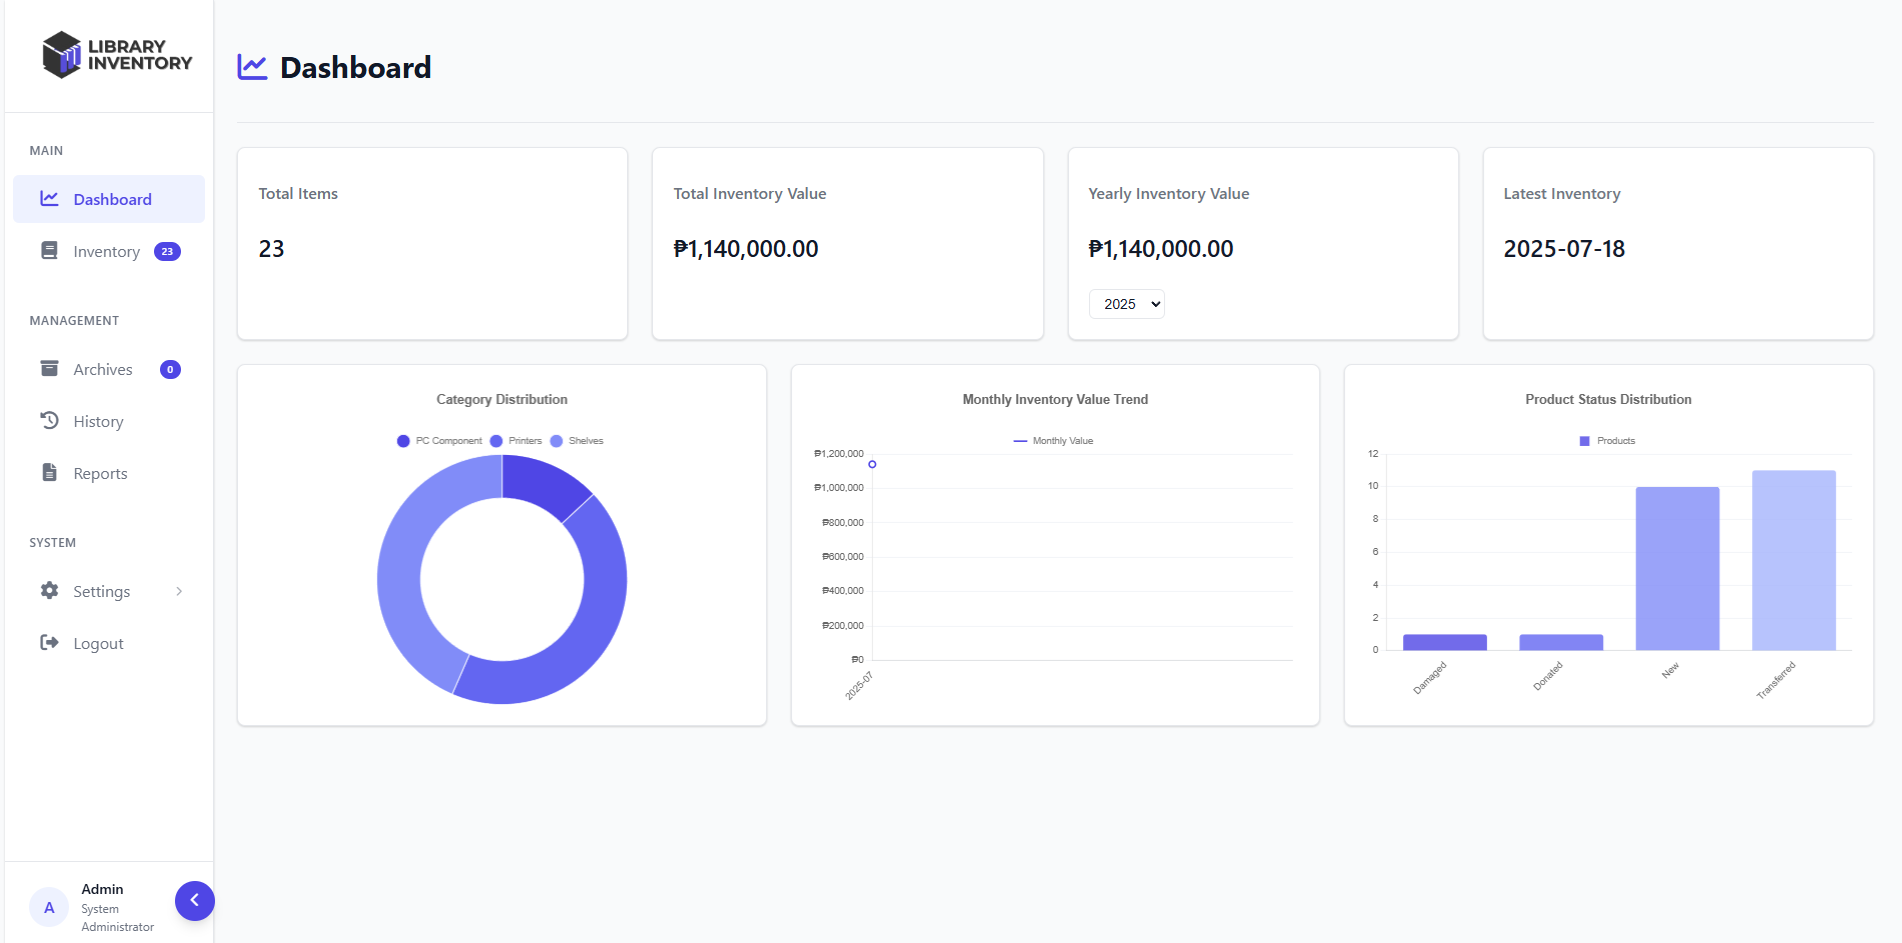 LIBRARY
INVENTORY
MAIN
Dashboard
Inventory 23
MANAGEMENT
Archives 0
History
Reports
SYSTEM
Settings
Logout
A
Admin
System
Administrator
Dashboard
Total Items
23
Total Inventory Value
₱1,140,000.00
Yearly Inventory Value
₱1,140,000.00
2025
Latest Inventory
2025-07-18
Category Distribution
PC Component Printers Shelves
Monthly Inventory Value Trend
Monthly Value
₱1,200,000
₱1,000,000
₱800,000
₱600,000
₱400,000
₱200,000
₱0
2025-07
Product Status Distribution
Products
12
10
8
6
4
2
0
Damaged
Donated
New
Transferred